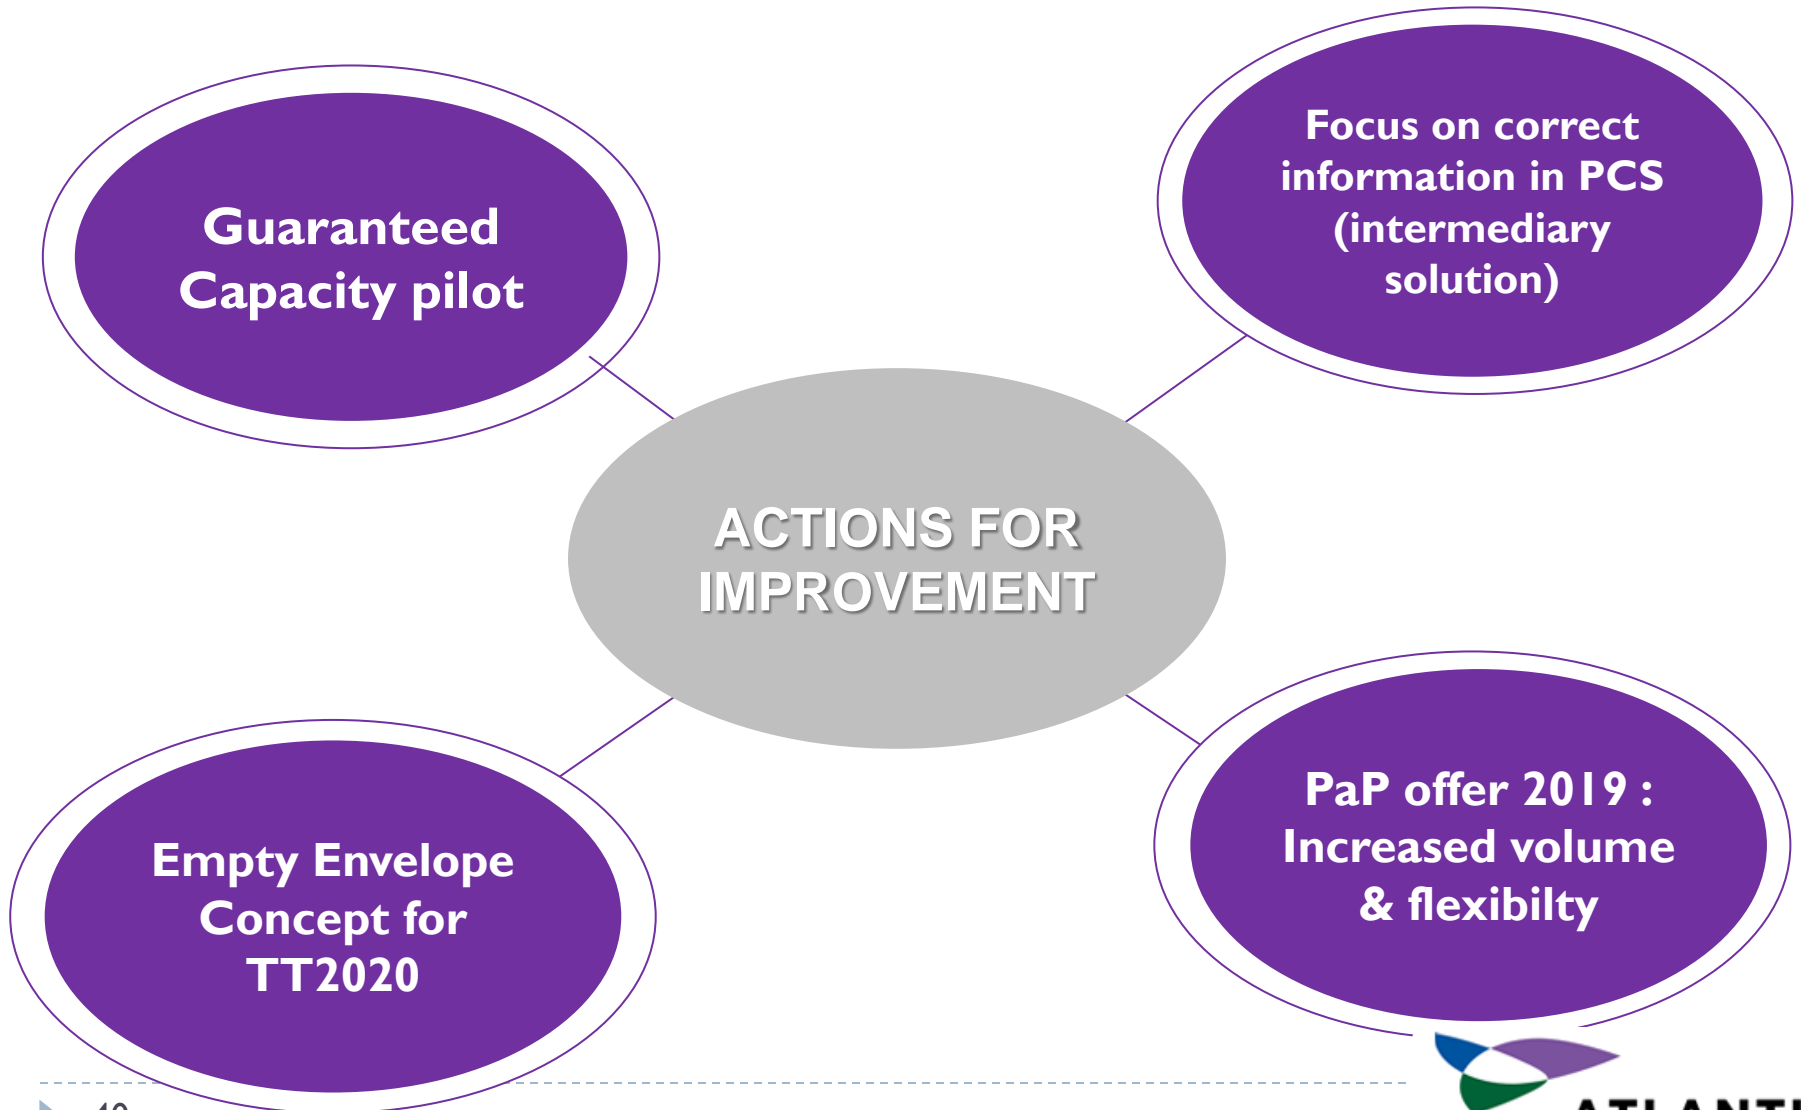 Guaranteed
Capacity pilot
Focus on correct
information in PCS
(intermediary
solution)
ACTIONS FOR
IMPROVEMENT
Empty Envelope
Concept for
TT2020
PaP offer 2019 :
Increased volume
& flexibilty